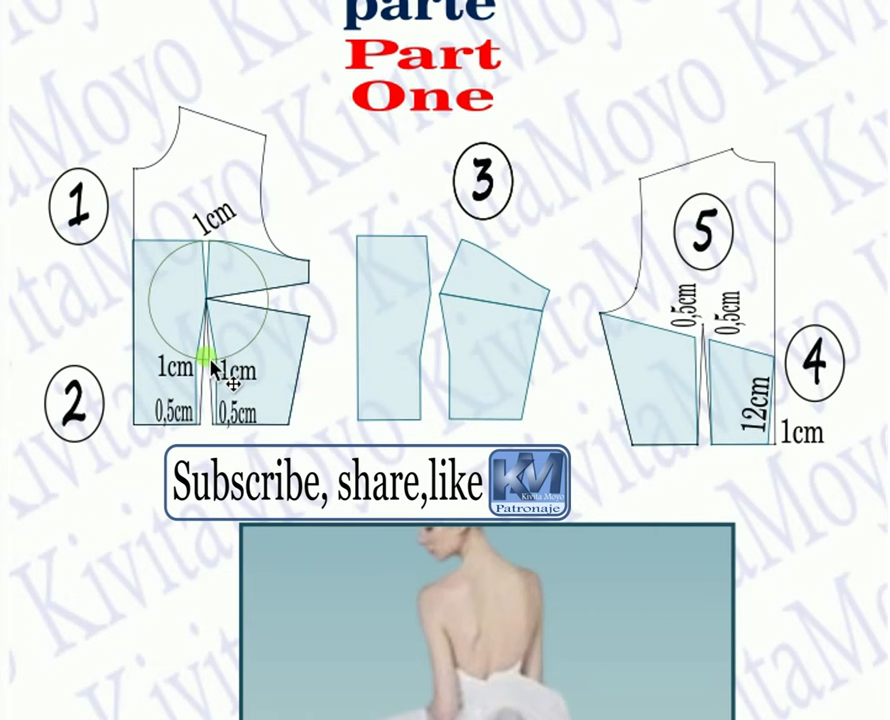 parte
Part
One
1
1cm
3
5
0,5cm
0,5cm
1cm
1cm
2
0,5cm
0,5cm
4
12cm
1cm
Subscribe, share,like
KM
Kivita Moyo
Patronaje
KivitaMoyo